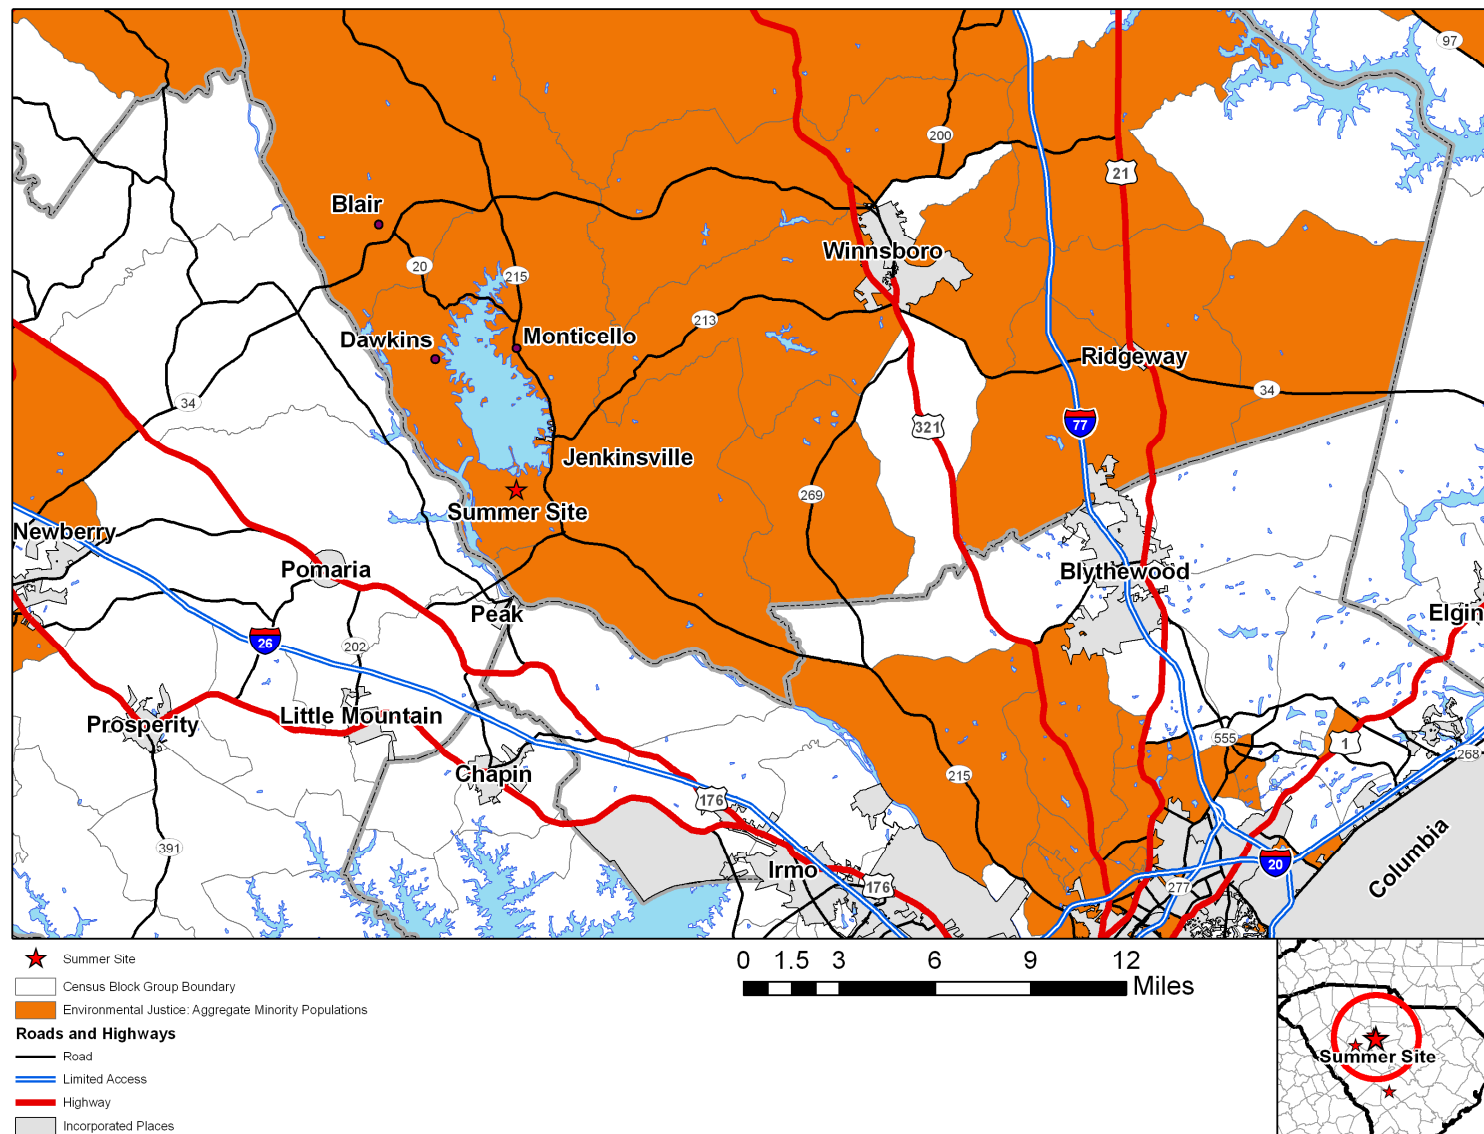 97
200
21
Blair
Winnsboro
20
215
213
Monticello
Dawkins
Ridgeway
34
34
77
321
Jenkinsville
269
Summer Site
Newberry
Pomaria
Blythewood
Peak
Elgin
26
202
Little Mountain
Prosperity
555
1
268
Chapin
215
176
391
Irmo
176
20
277
Columbia
Summer Site
Census Block Group Boundary
Environmental Justice: Aggregate Minority Populations
Roads and Highways
Road
Limited Access
Highway
Incorporated Places
0 1.5 3 6 9 12
Miles
Summer Site